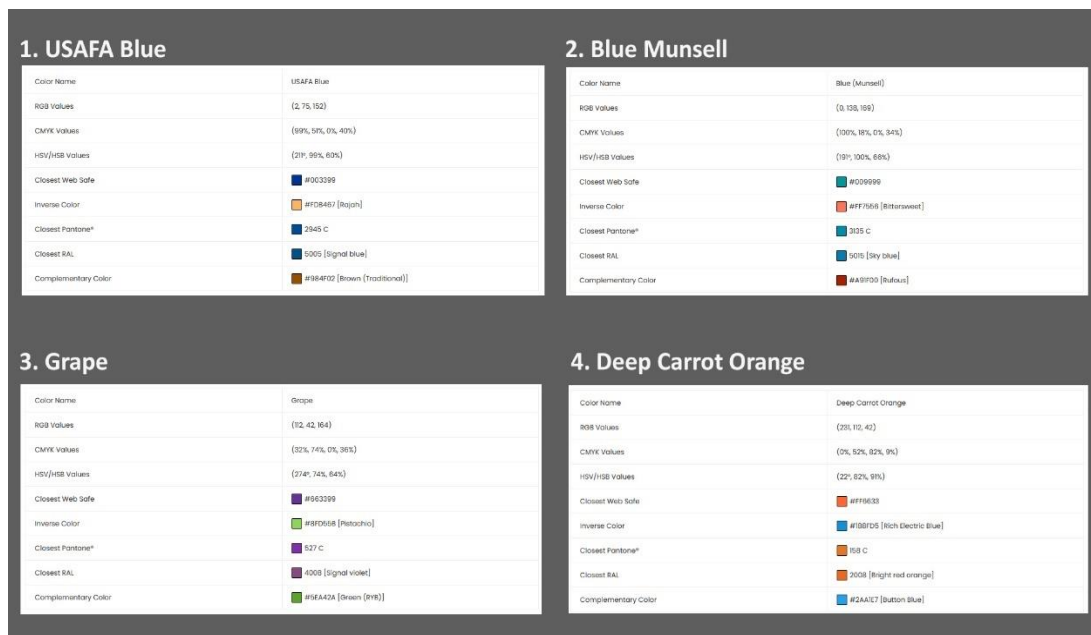 1. USAFA Blue
Color Name USAFA Blue
RGB Values (2, 75, 152)
CMYK Values (99%, 51%, 0%, 40%)
HSV/HSB Values (211°, 99%, 60%)
Closest Web Safe #003399
Inverse Color #FDB467 [Rajah]
Closest Pantone® 2945 C
Closest RAL 5005 [Signal blue]
Complementary Color #984F02 [Brown (Traditional)]
2. Blue Munsell
Color Name Blue (Munsell)
RGB Values (0, 138, 169)
CMYK Values (100%, 18%, 0%, 34%)
HSV/HSB Values (191°, 100%, 66%)
Closest Web Safe #009999
Inverse Color #FF7556 [Bittersweet]
Closest Pantone® 3135 C
Closest RAL 5015 [Sky blue]
Complementary Color #A91F00 [Rufous]
3. Grape
Color Name Grape
RGB Values (112, 42, 164)
CMYK Values (32%, 74%, 0%, 36%)
HSV/HSB Values (274°, 74%, 64%)
Closest Web Safe #663399
Inverse Color #8FD55B [Pistachio]
Closest Pantone® 527 C
Closest RAL 4008 [Signal violet]
Complementary Color #5EA42A [Green (RYB)]
4. Deep Carrot Orange
Color Name Deep Carrot Orange
RGB Values (231, 112, 42)
CMYK Values (0%, 52%, 82%, 9%)
HSV/HSB Values (22°, 82%, 91%)
Closest Web Safe #FF6633
Inverse Color #188FD5 [Rich Electric Blue]
Closest Pantone® 158 C
Closest RAL 2008 [Bright red orange]
Complementary Color #2AA1E7 [Button Blue]